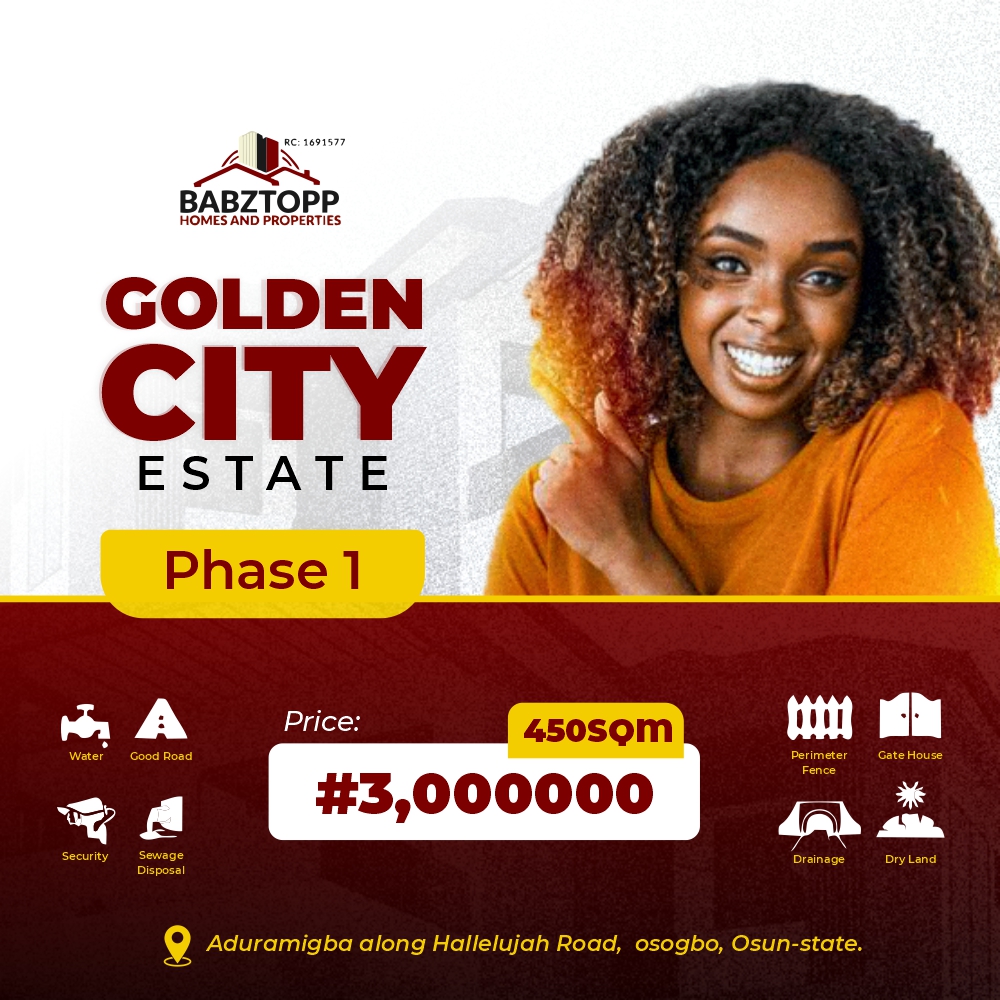 RC: 1691577
BABZTOPP
HOMES AND PROPERTIES
GOLDEN
CITY
ESTATE
Phase 1
Water
Good Road
Security
Sewage
Disposal
Price:
450SQm
#3,000000
Perimeter
Fence
Gate House
Drainage
Dry Land
Aduramigba along Hallelujah Road, osogbo, Osun-state.